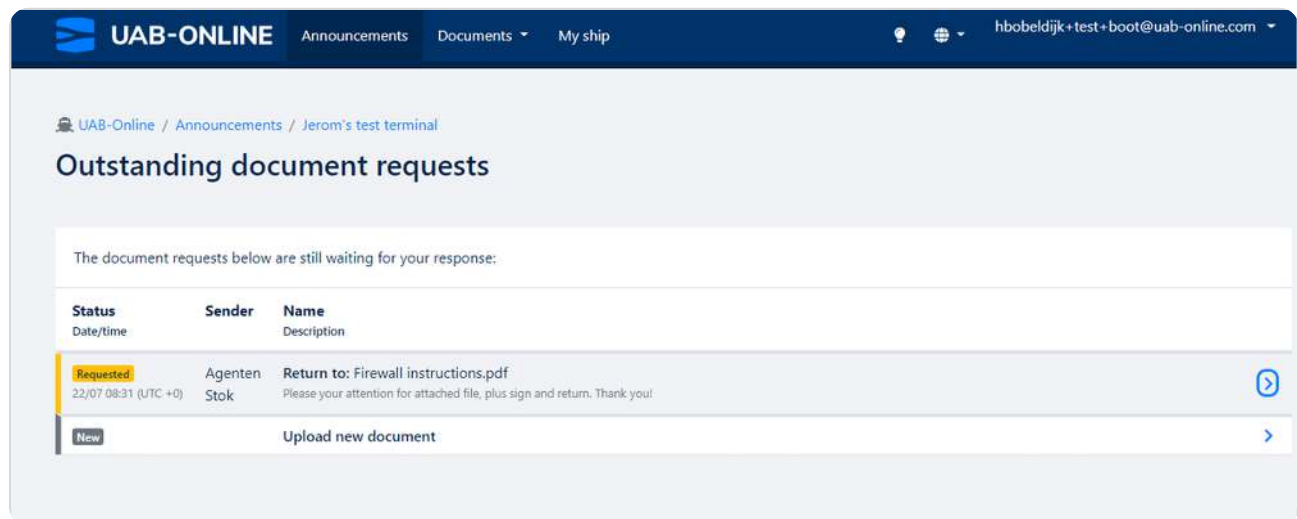 UAB-ONLINE Announcements Documents My ship hbobeldijk+test+boot@uab-online.com
UAB-Online / Announcements / Jerom's test terminal
Outstanding document requests
The document requests below are still waiting for your response:
Status Sender Name
Date/time Description
Requested Agenten Return to: Firewall instructions.pdf
22/07 08:31 (UTC +0) Stok Please your attention for attached file, plus sign and return. Thank you!
New Upload new document